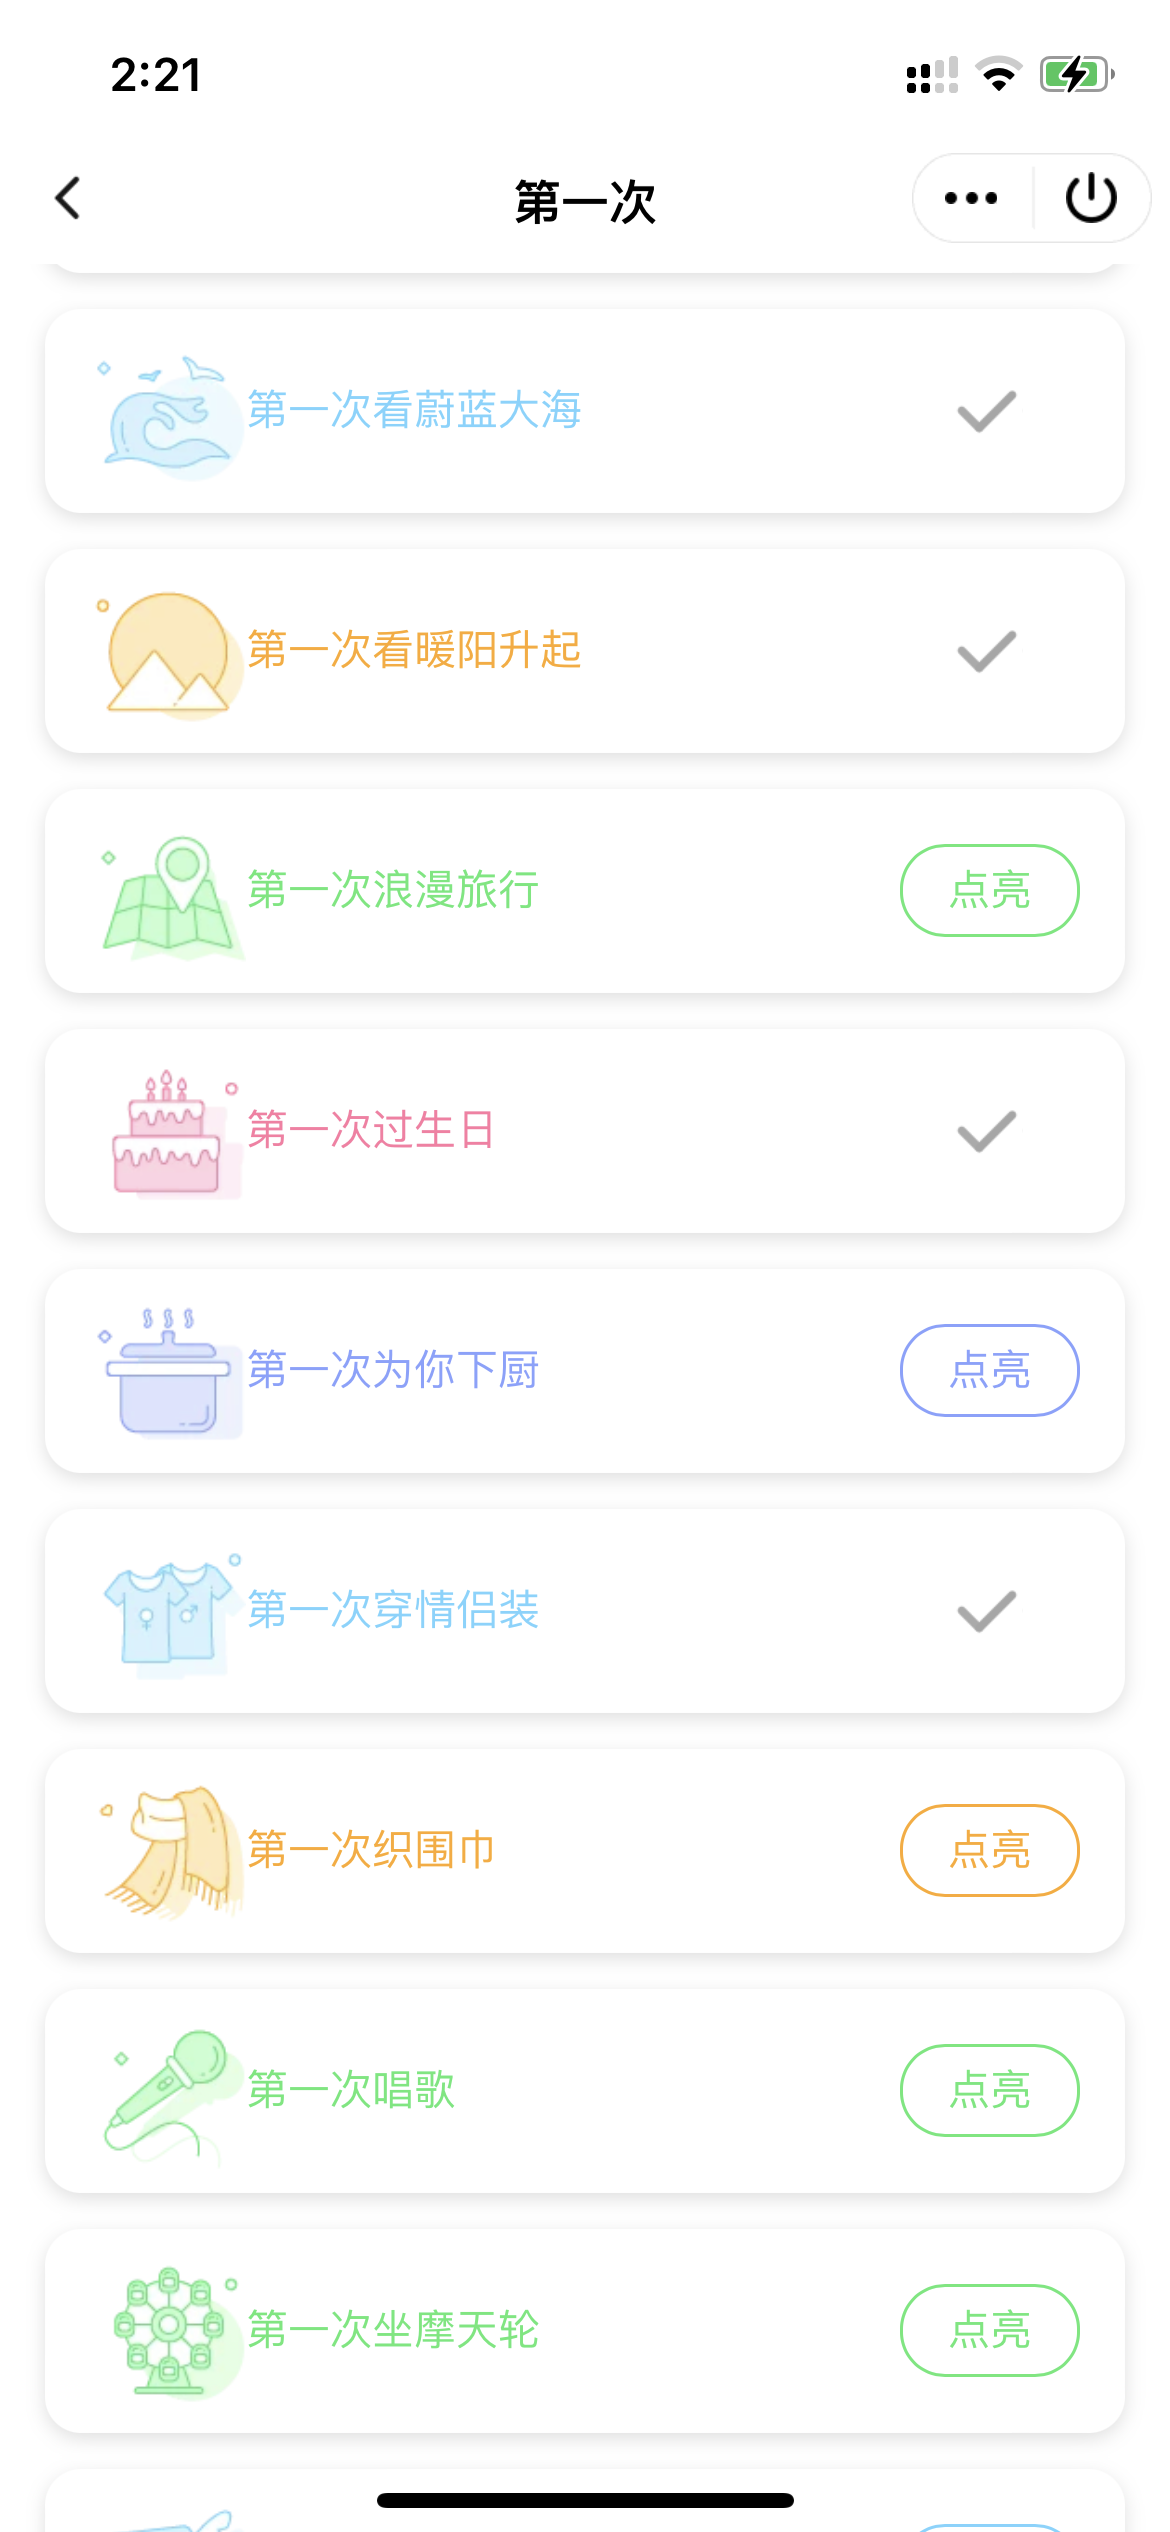 2:21
第一次
第一次看蔚蓝大海
第一次看暖阳升起
第一次浪漫旅行
点亮
第一次过生日
第一次为你下厨
点亮
第一次穿情侣装
第一次织围巾
点亮
第一次唱歌
点亮
第一次坐摩天轮
点亮